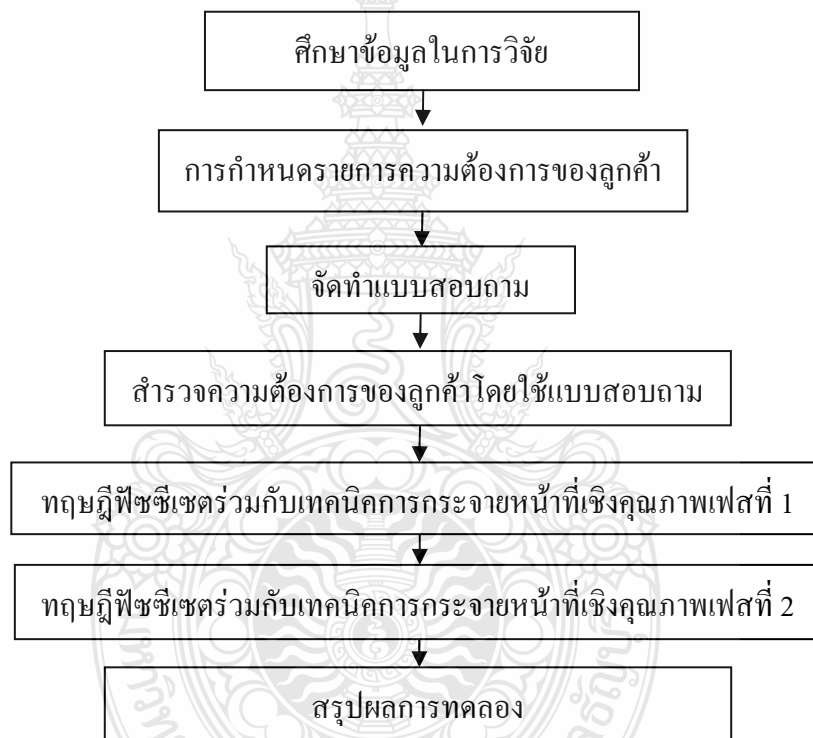 ศึกษาข้อมูลในการวิจัย
การกำหนดรายการความต้องการของลูกค้า
จัดทำแบบสอบถาม
สำรวจความต้องการของลูกค้าโดยใช้แบบสอบถาม
ทฤษฎีฟัซซีเซตร่วมกับเทคนิคการกระจายหน้าที่เชิงคุณภาพเฟสที่ 1
ทฤษฎีฟัซซีเซตร่วมกับเทคนิคการกระจายหน้าที่เชิงคุณภาพเฟสที่ 2
สรุปผลการทดลอง